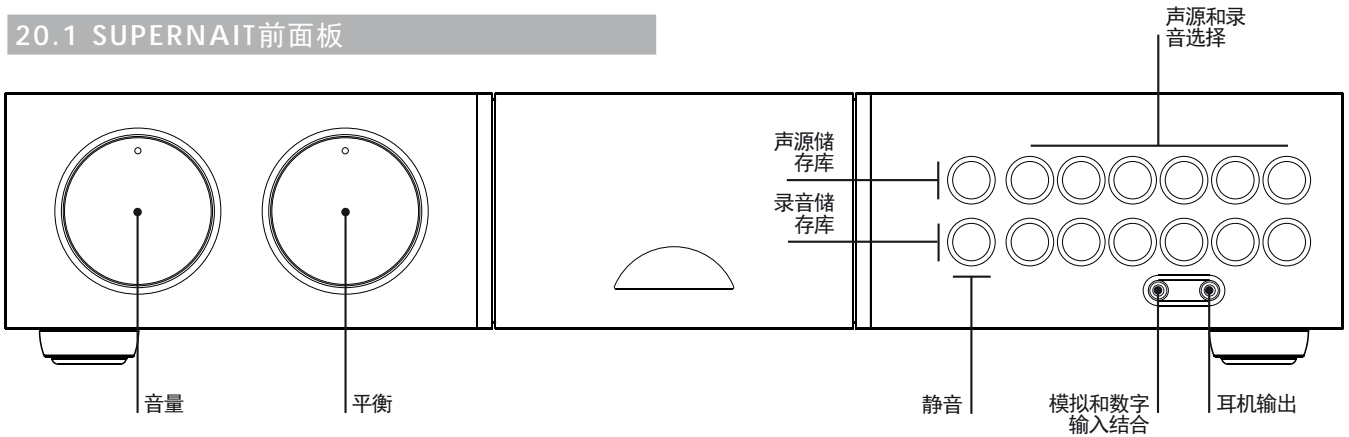 20.1 SUPERNAIT前面板
声源和录
音选择
声源储
存库
录音储
存库
音量
平衡
静音
模拟和数字
输入结合
耳机输出